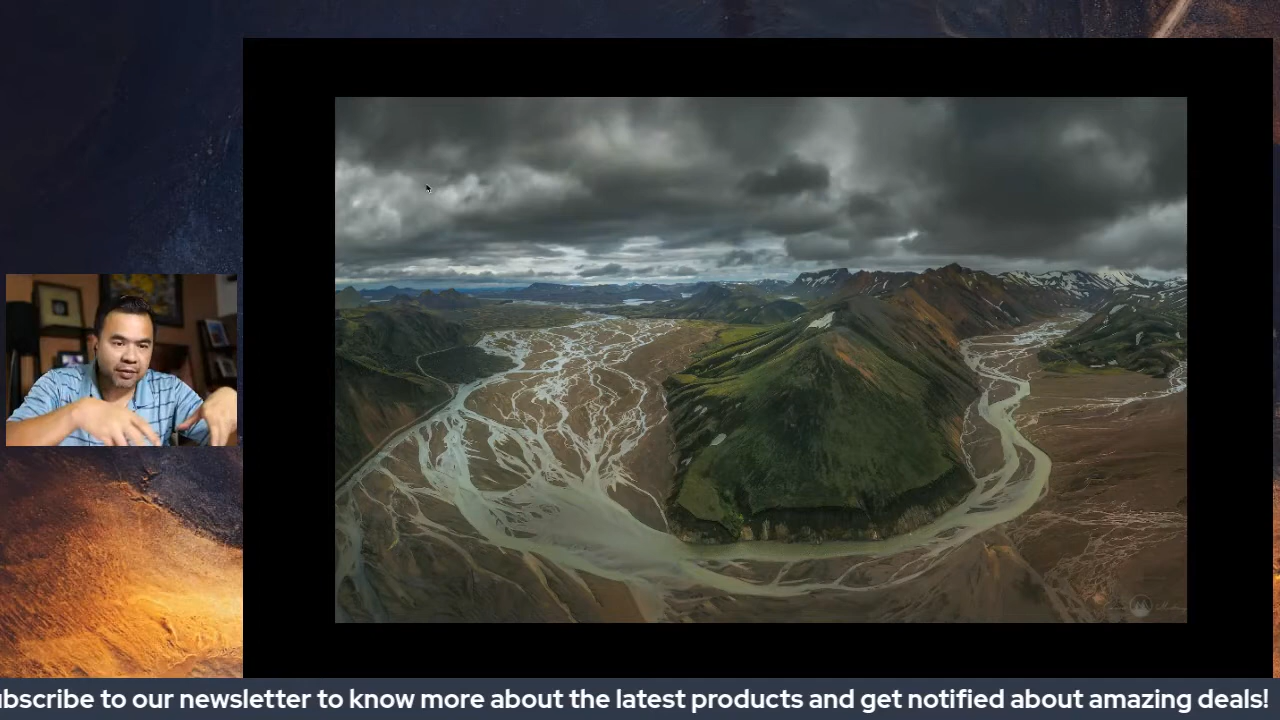 ubscribe to our newsletter to know more about the latest products and get notified about amazing deals!